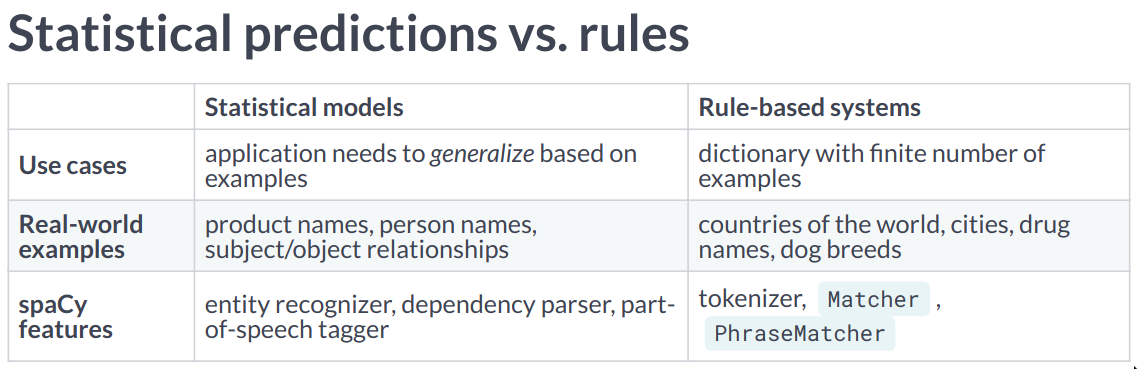 Statistical predictions vs. rules
Statistical models
Rule-based systems
Use cases
application needs to generalize based on
examples
dictionary with finite number of
examples
Real-world
examples
product names, person names,
subject/object relationships
countries of the world, cities, drug
names, dog breeds
spaCy
features
entity recognizer, dependency parser, part-
of-speech tagger
tokenizer, Matcher ,
PhraseMatcher